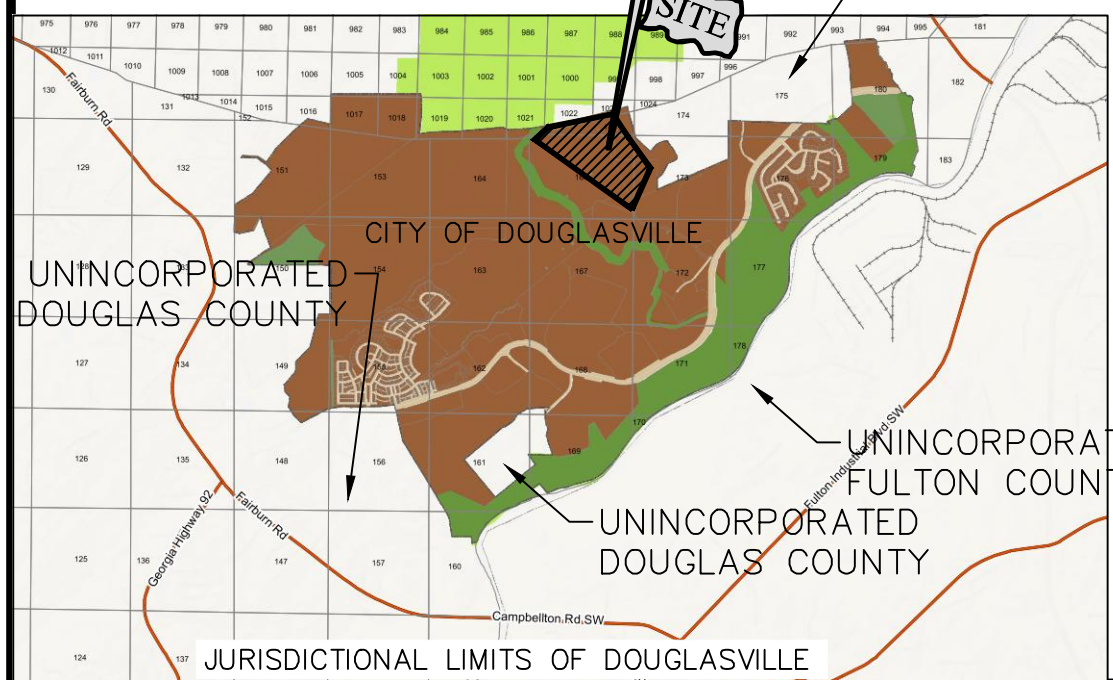 975 976 977 978 979 980 981 982 983 984 985 986 987 988 989 991 992 993 994 995 181
SITE
1012 1011 1010 1009 1008 1007 1006 1005 1004 1003 1002 1001 1000 998 997 996 182
130 131 1013 1014 1015 1016 1017 1018 1019 1020 1021 1022 1024 174 175 180
Fairburn Rd
152
129 132 151 153 164 173 176 179 183
CITY OF DOUGLASVILLE
UNINCORPORATED
DOUGLAS COUNTY
150 154 163 167 172 177
127 134 149 162 168 171 178
170
UNINCORPORAT
FULTON COUNT
Fulton Industrial Blvd SW
126 135 148 156 161 169
Georgia Highway 92
Fairburn Rd
UNINCORPORATED
DOUGLAS COUNTY
125 136 147 157 160
Campbellton Rd SW
124 137
JURISDICTIONAL LIMITS OF DOUGLASVILLE